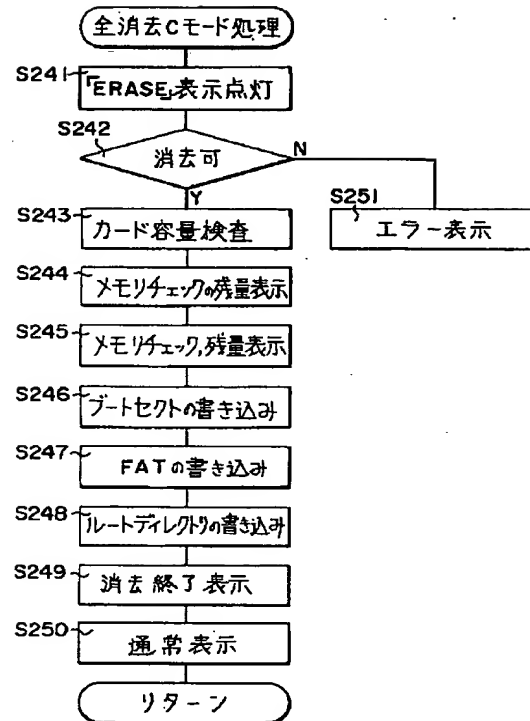 全消去Cモード処理
S241
「ERASE」表示点灯
S242
消去可
N
Y
S243
カード容量検査
S251
エラー表示
S244
メモリチェックの残量表示
S245
メモリチェック,残量表示
S246
ブートセクトの書き込み
S247
FATの書き込み
S248
ルートディレクトリの書き込み
S249
消去終了表示
S250
通常表示
リターン